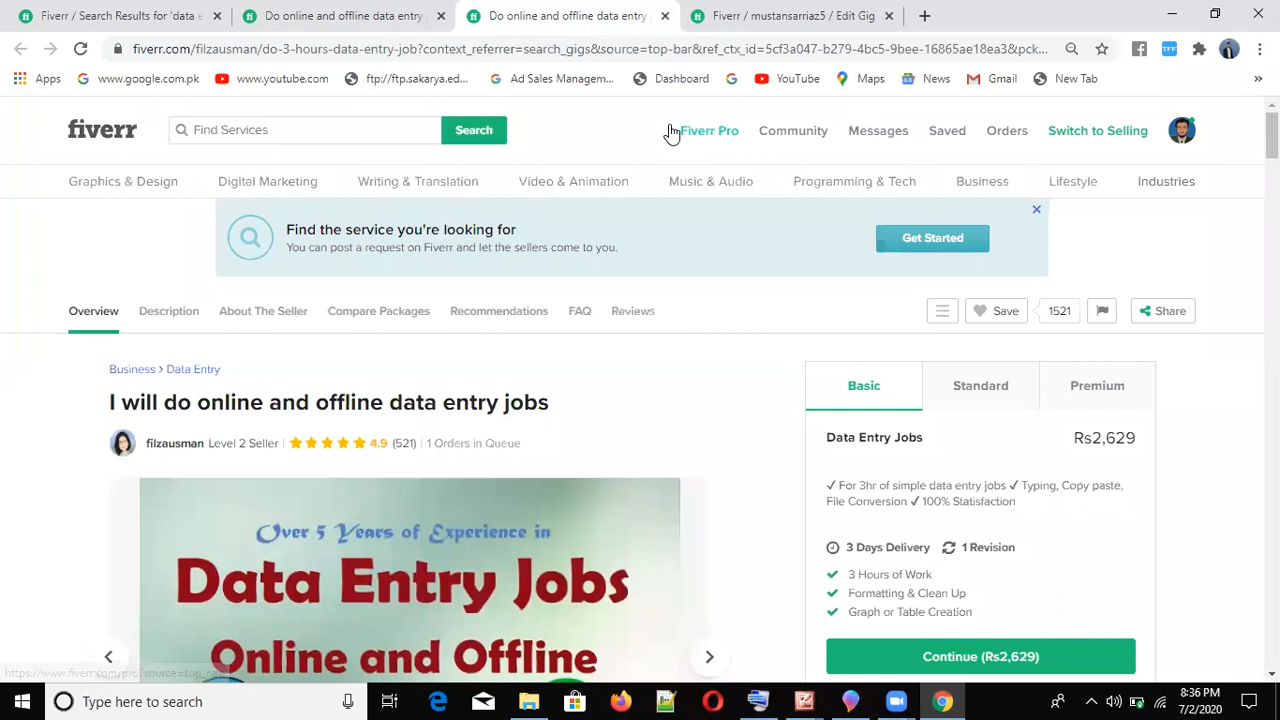 Fiverr / Search Results for 'data e
Do online and offline data entry
Do online and offline data entry
Fiverr / mustansarriaz5 / Edit Gig
fiverr.com/filzausman/do-3-hours-data-entry-job?context_referrer=search_gigs&source=top-bar&ref_ctx_id=5cf3a047-b279-4bc5-9bee-16865ae18ea3&pck...
Apps www.google.com.pk www.youtube.com ftp://ftp.sakarya.ed... Ad Sales Managem... Dashboard YouTube Maps News Gmail New Tab »
fiverr Find Services Search Fiverr Pro Community Messages Saved Orders Switch to Selling
Graphics & Design Digital Marketing Writing & Translation Video & Animation Music & Audio Programming & Tech Business Lifestyle Industries
Find the service you're looking for
You can post a request on Fiverr and let the sellers come to you.
Get Started
Overview Description About The Seller Compare Packages Recommendations FAQ Reviews Save 1521 Share
Business > Data Entry
I will do online and offline data entry jobs
filzausman Level 2 Seller 4.9 (521) 1 Orders in Queue
Over 5 Years of Experience in
Data Entry Jobs
Online and Offline
Basic Standard Premium
Data Entry Jobs Rs2,629
✓ For 3hr of simple data entry jobs ✓ Typing, Copy paste,
File Conversion ✓ 100% Statisfaction
3 Days Delivery 1 Revision
3 Hours of Work
Formatting & Clean Up
Graph or Table Creation
Continue (Rs2,629)
Type here to search
8:36 PM
7/2/2020